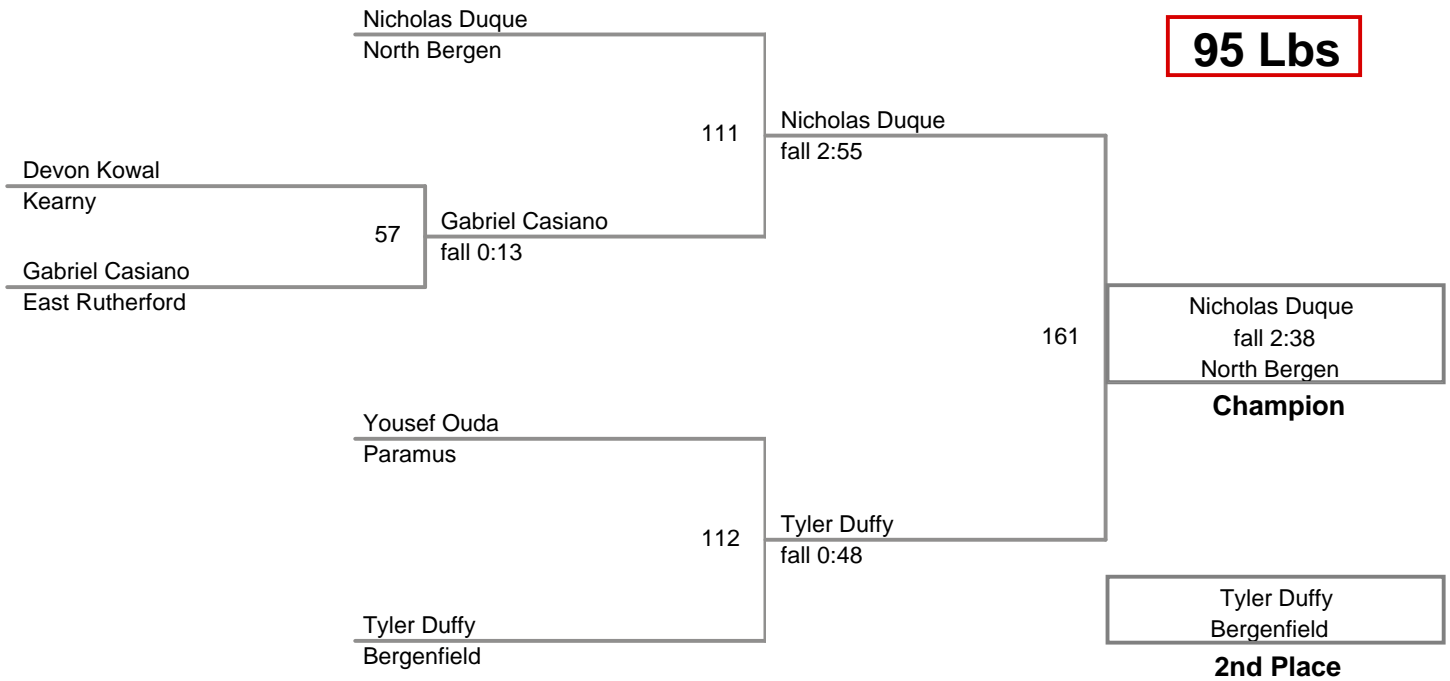 Nicholas Duque
North Bergen
95 Lbs
111
Nicholas Duque
fall 2:55
Devon Kowal
Kearny
57
Gabriel Casiano
fall 0:13
Gabriel Casiano
East Rutherford
161
Nicholas Duque
fall 2:38
North Bergen
Champion
Yousef Ouda
Paramus
112
Tyler Duffy
fall 0:48
Tyler Duffy
Bergenfield
Tyler Duffy
Bergenfield
2nd Place